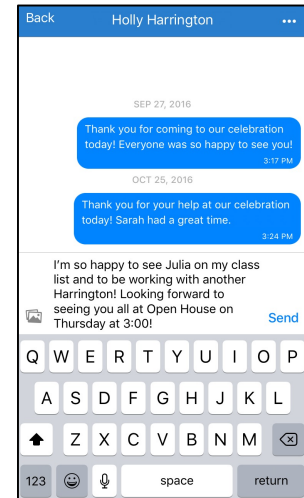 Back Holly Harrington •••
SEP 27, 2016
Thank you for coming to our celebration
today! Everyone was so happy to see you!
3:17 PM
OCT 25, 2016
Thank you for your help at our celebration
today! Sarah had a great time.
3:24 PM
I'm so happy to see Julia on my class
list and to be working with another
Harrington! Looking forward to
seeing you all at Open House on
Thursday at 3:00!
Send
Q W E R T Y U I O P
A S D F G H J K L
Z X C V B N M
123 space return